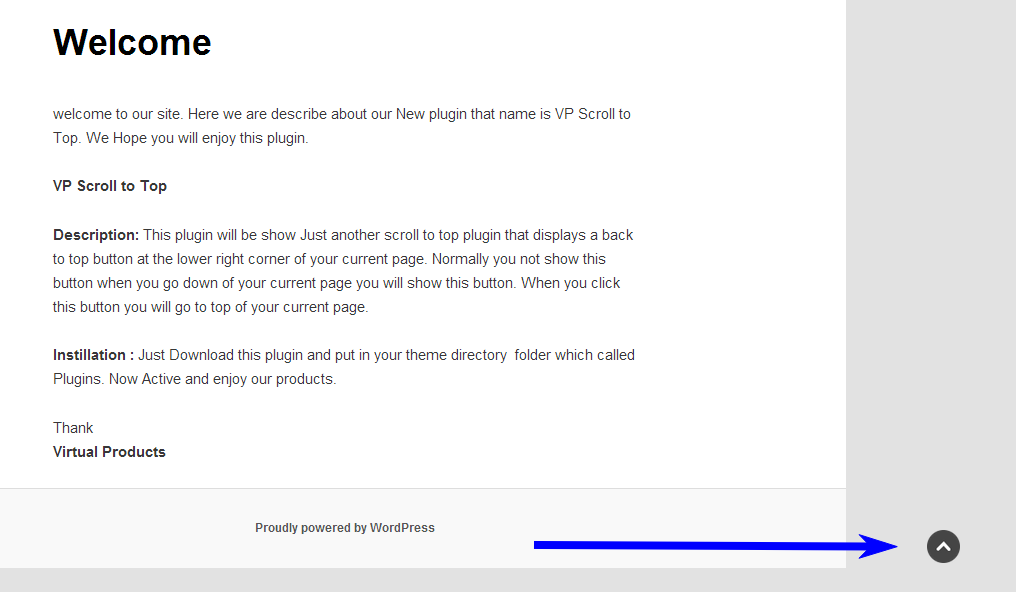 Welcome
welcome to our site. Here we are describe about our New plugin that name is VP Scroll to
Top. We Hope you will enjoy this plugin.
VP Scroll to Top
Description: This plugin will be show Just another scroll to top plugin that displays a back
to top button at the lower right corner of your current page. Normally you not show this
button when you go down of your current page you will show this button. When you click
this button you will go to top of your current page.
Instillation : Just Download this plugin and put in your theme directory  folder which called
Plugins. Now Active and enjoy our products.
Thank
Virtual Products
Proudly powered by WordPress